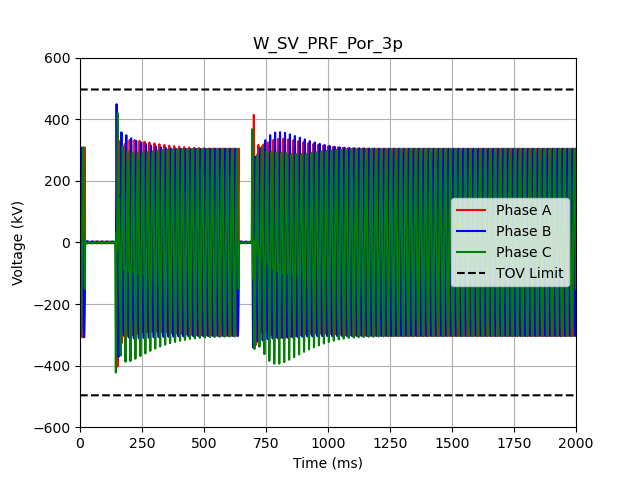 W_SV_PRF_Por_3p
Voltage (kV)
600
400
200
0
−200
−400
−600
Phase A
Phase B
Phase C
TOV Limit
0 250 500 750 1000 1250 1500 1750 2000
Time (ms)